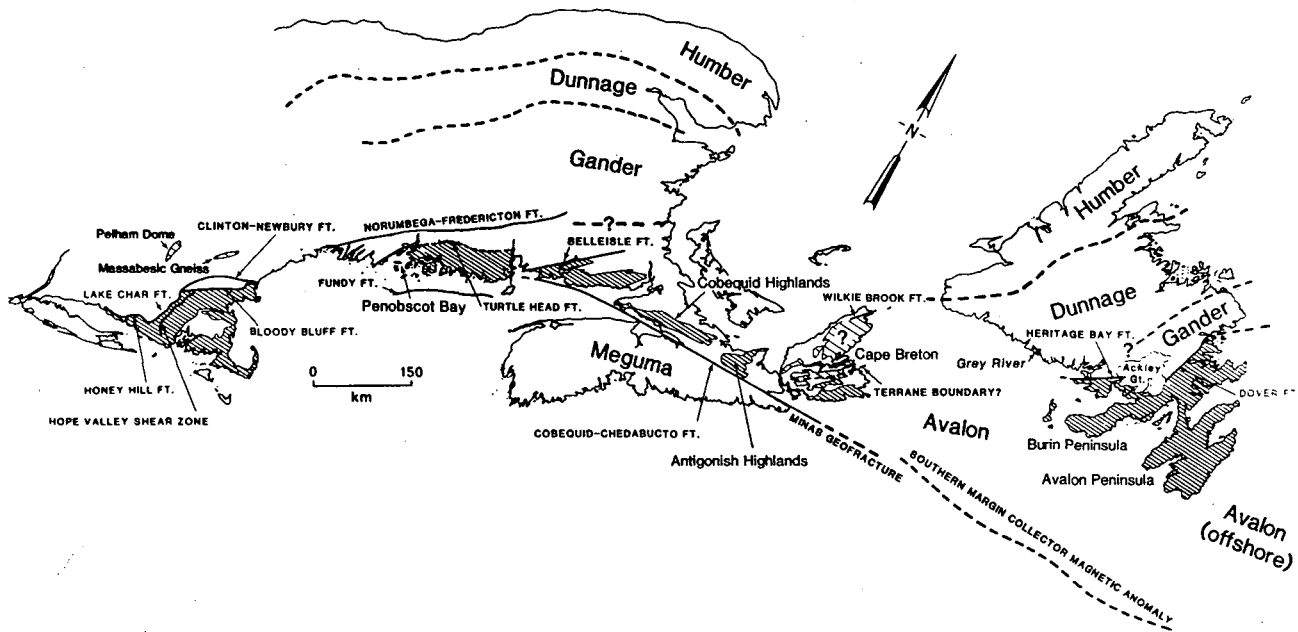 Humber
Dunnage
Gander
N
Humber
Dunnage
Gander
NORUMBEGA-FREDERICTON FT.
?
BELLEISLE FT.
CLINTON-NEWBURY FT.
Pelham Dome
Massabesic Gneiss
LAKE CHAR FT.
FUNDY FT.
Penobscot Bay
TURTLE HEAD FT.
BLOODY BLUFF FT.
HONEY HILL FT.
HOPE VALLEY SHEAR ZONE
0 150
km
Cobequid Highlands
WILKIE BROOK FT.
?
Cape Breton
TERRANE BOUNDARY?
Meguma
COBEQUID-CHEDABUCTO FT.
Antigonish Highlands
MINAS GEOFRACTURE
HERITAGE BAY FT.
?
Grey River
Ackley
Gt.
DOVER FT
Avalon
Burin Peninsula
Avalon Peninsula
SOUTHERN MARGIN COLLECTOR MAGNETIC ANOMALY
Avalon
(offshore)